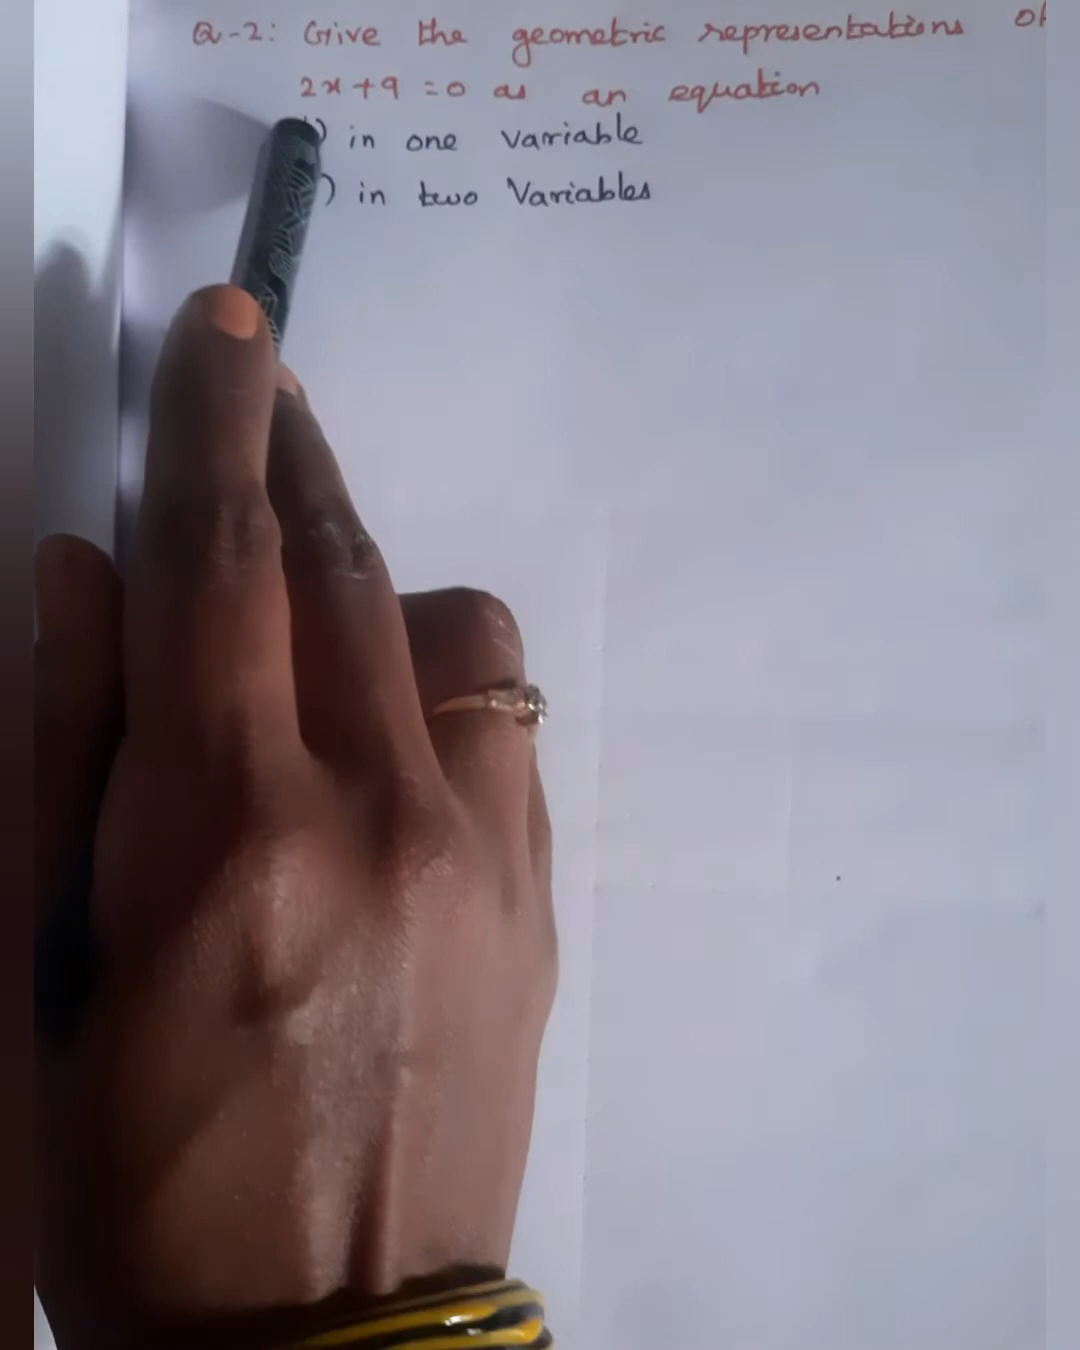 Q-2: Give the geometric representations of
2x+9 =0 as an equation
) in one variable
) in two Variables